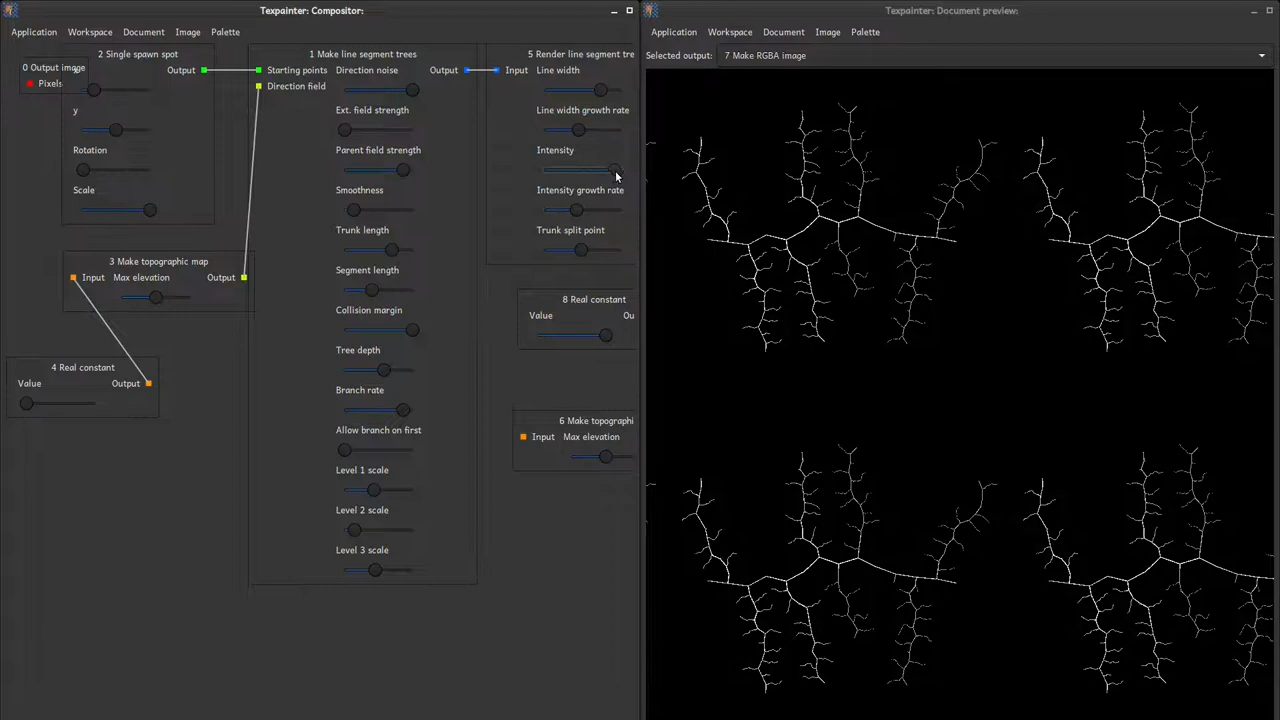 Texpainter: Compositor:
Application Workspace Document Image Palette
0 Output image
Pixels
2 Single spawn spot
Output
y
Rotation
Scale
3 Make topographic map
Input Max elevation Output
4 Real constant
Value Output
1 Make line segment trees
Starting points Direction noise Output
Direction field
Ext. field strength
Parent field strength
Smoothness
Trunk length
Segment length
Collision margin
Tree depth
Branch rate
Allow branch on first
Level 1 scale
Level 2 scale
Level 3 scale
5 Render line segment tre
Input Line width
Line width growth rate
Intensity
Intensity growth rate
Trunk split point
8 Real constant
Value Ou
6 Make topographi
Input Max elevation
Texpainter: Document preview:
Application Workspace Document Image Palette
Selected output: 7 Make RGBA image